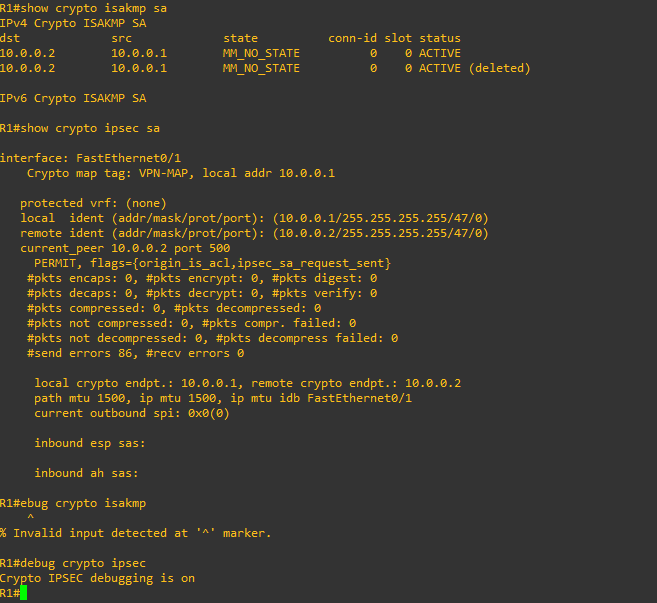 R1#show crypto isakmp sa
IPv4 Crypto ISAKMP SA
dst             src             state          conn-id slot status
10.0.0.2        10.0.0.1        MM_NO_STATE          0    0 ACTIVE
10.0.0.2        10.0.0.1        MM_NO_STATE          0    0 ACTIVE (deleted)
IPv6 Crypto ISAKMP SA
R1#show crypto ipsec sa
interface: FastEthernet0/1
    Crypto map tag: VPN-MAP, local addr 10.0.0.1
   protected vrf: (none)
   local  ident (addr/mask/prot/port): (10.0.0.1/255.255.255.255/47/0)
   remote ident (addr/mask/prot/port): (10.0.0.2/255.255.255.255/47/0)
   current_peer 10.0.0.2 port 500
     PERMIT, flags={origin_is_acl,ipsec_sa_request_sent}
    #pkts encaps: 0, #pkts encrypt: 0, #pkts digest: 0
    #pkts decaps: 0, #pkts decrypt: 0, #pkts verify: 0
    #pkts compressed: 0, #pkts decompressed: 0
    #pkts not compressed: 0, #pkts compr. failed: 0
    #pkts not decompressed: 0, #pkts decompress failed: 0
    #send errors 86, #recv errors 0
     local crypto endpt.: 10.0.0.1, remote crypto endpt.: 10.0.0.2
     path mtu 1500, ip mtu 1500, ip mtu idb FastEthernet0/1
     current outbound spi: 0x0(0)
     inbound esp sas:
     inbound ah sas:
R1#ebug crypto isakmp
    ^
% Invalid input detected at '^' marker.
R1#debug crypto ipsec
Crypto IPSEC debugging is on
R1#